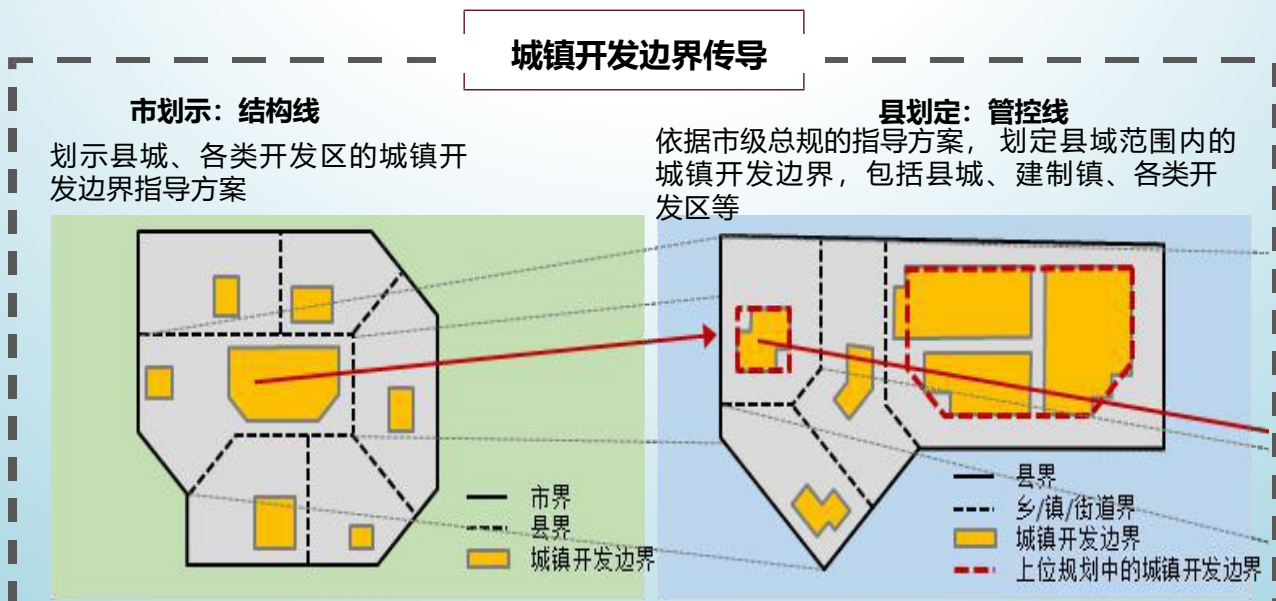 城镇开发边界传导
市划示：结构线
划示县城、各类开发区的城镇开
发边界指导方案
县划定：管控线
依据市级总规的指导方案， 划定县域范围内的
城镇开发边界，包括县城、建制镇、各类开
发区等
市界
县界
城镇开发边界
县界
乡/镇/街道界
城镇开发边界
上位规划中的城镇开发边界